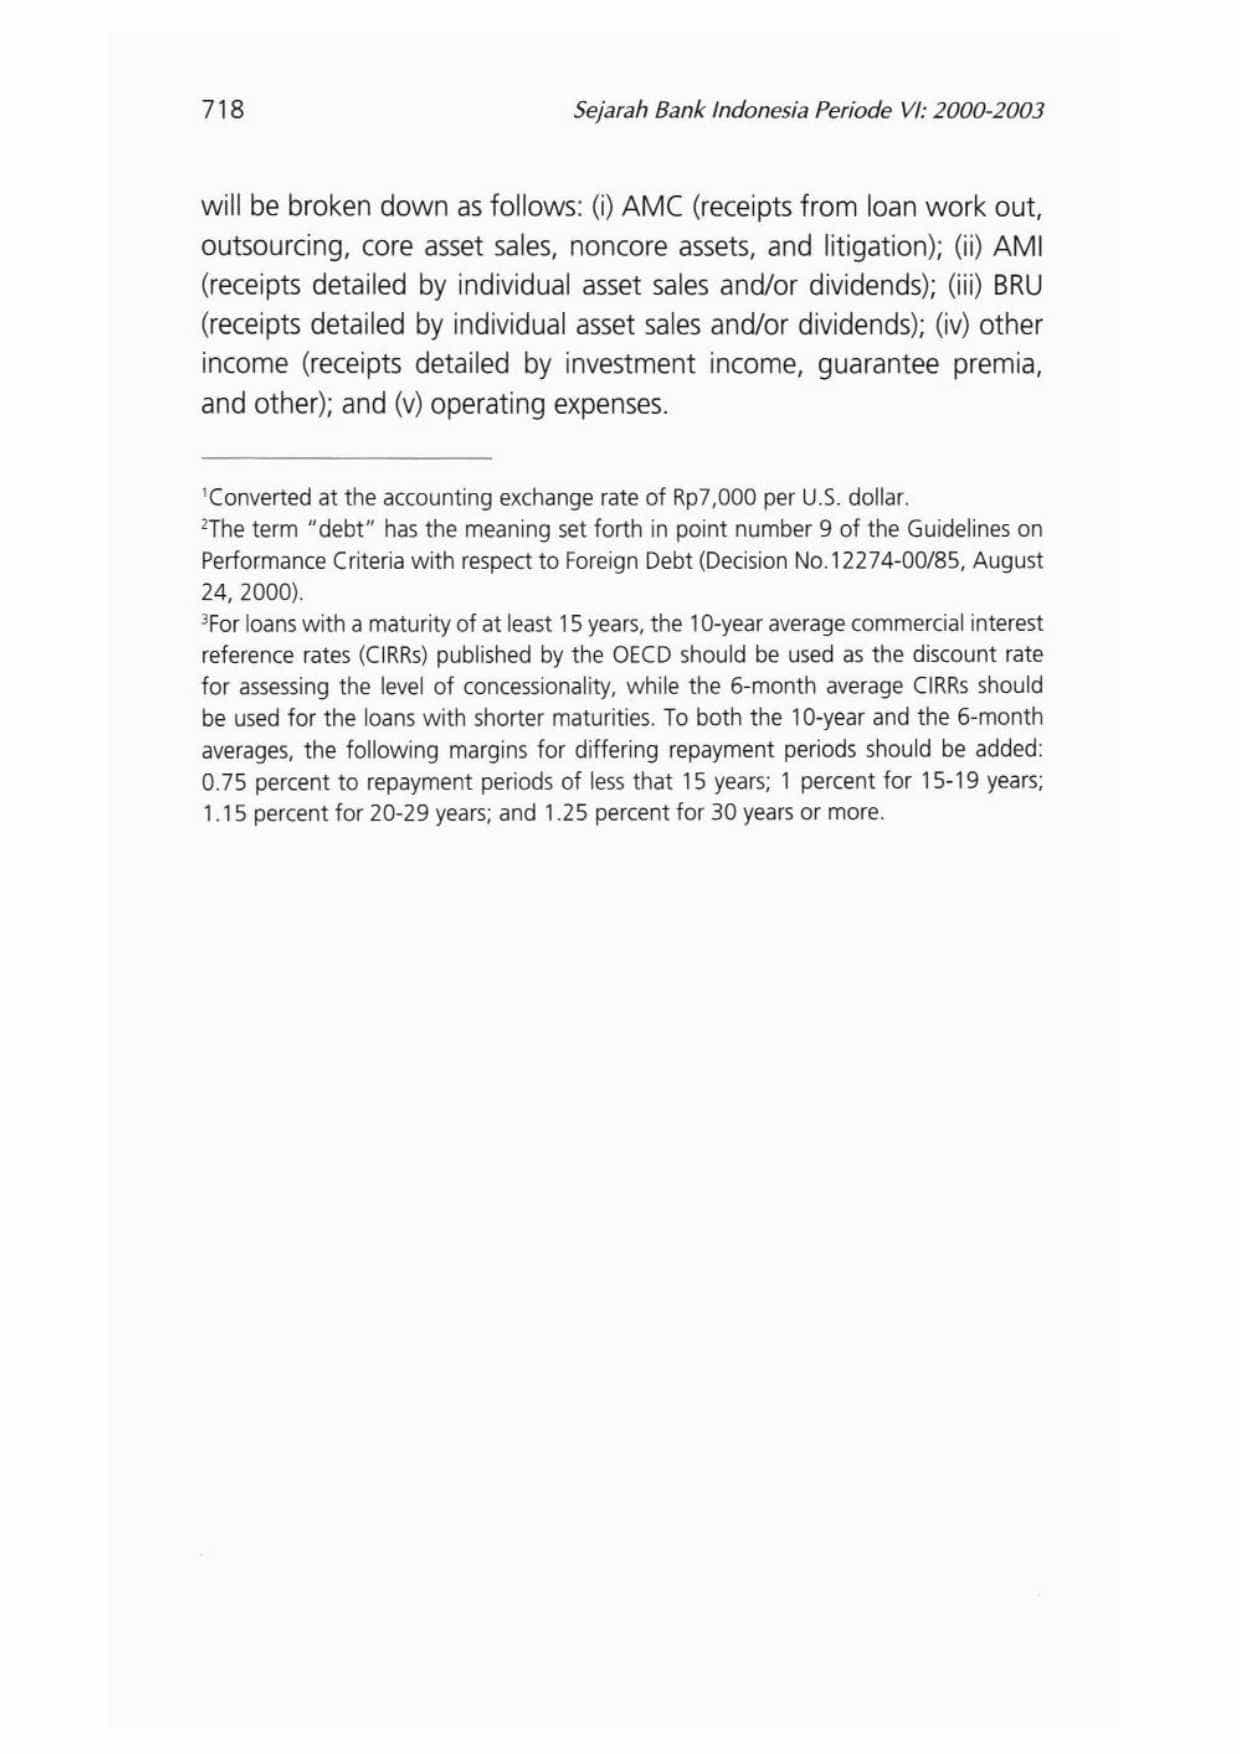 718 Sejarah Bank Indonesia Periode VI: 2000-2003
will be broken down as follows: (i) AMC (receipts from loan work out,
outsourcing, core asset sales, noncore assets, and litigation); (ii) AMI
(receipts detailed by individual asset sales and/or dividends); (iii) BRU
(receipts detailed by individual asset sales and/or dividends); (iv) other
income (receipts detailed by investment income, guarantee premia,
and other); and (v) operating expenses.
¹Converted at the accounting exchange rate of Rp7,000 per U.S. dollar.
²The term "debt" has the meaning set forth in point number 9 of the Guidelines on
Performance Criteria with respect to Foreign Debt (Decision No.12274-00/85, August
24, 2000).
³For loans with a maturity of at least 15 years, the 10-year average commercial interest
reference rates (CIRRs) published by the OECD should be used as the discount rate
for assessing the level of concessionality, while the 6-month average CIRRs should
be used for the loans with shorter maturities. To both the 10-year and the 6-month
averages, the following margins for differing repayment periods should be added:
0.75 percent to repayment periods of less that 15 years; 1 percent for 15-19 years;
1.15 percent for 20-29 years; and 1.25 percent for 30 years or more.